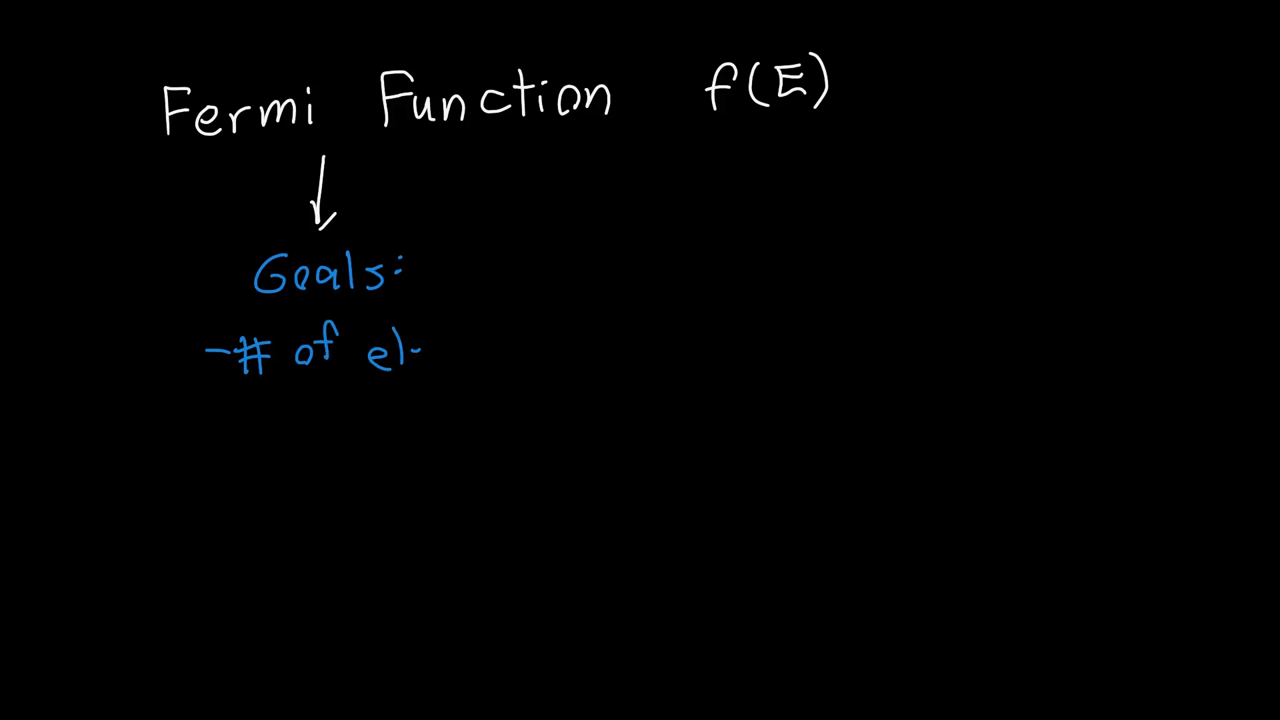 Fermi Function f(E)
Goals:
-# of el-